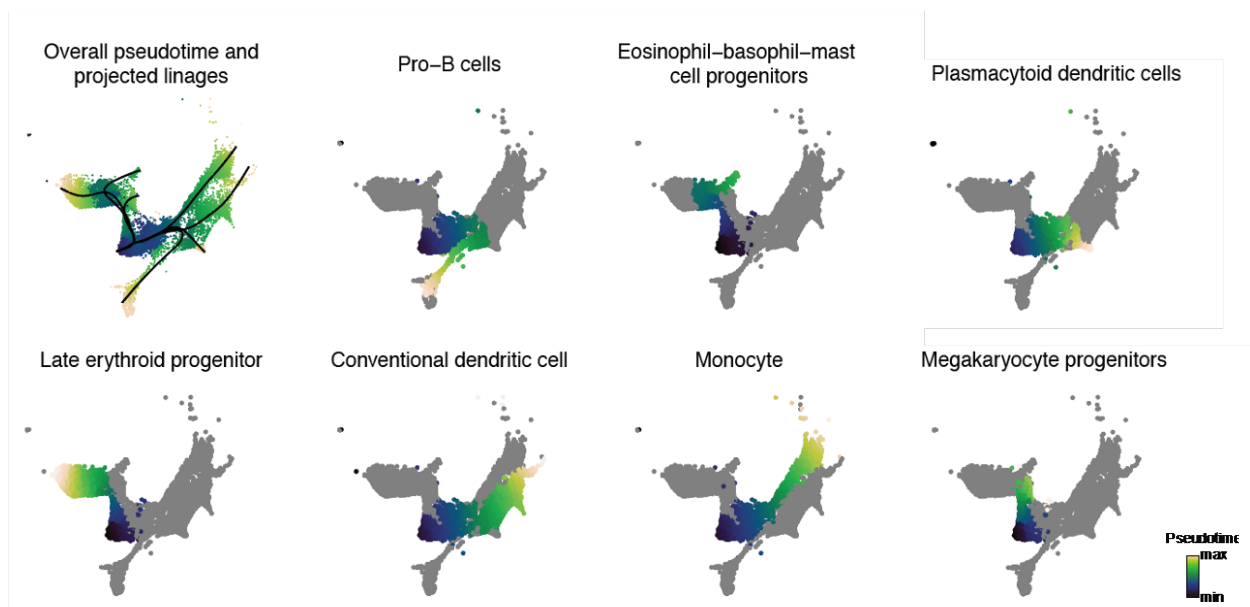 Overall pseudotime and
projected linages
Pro−B cells
Eosinophil−basophil−mast
cell progenitors
Plasmacytoid dendritic cells
Late erythroid progenitor
Conventional dendritic cell
Monocyte
Megakaryocyte progenitors
Pseudotime
max
min